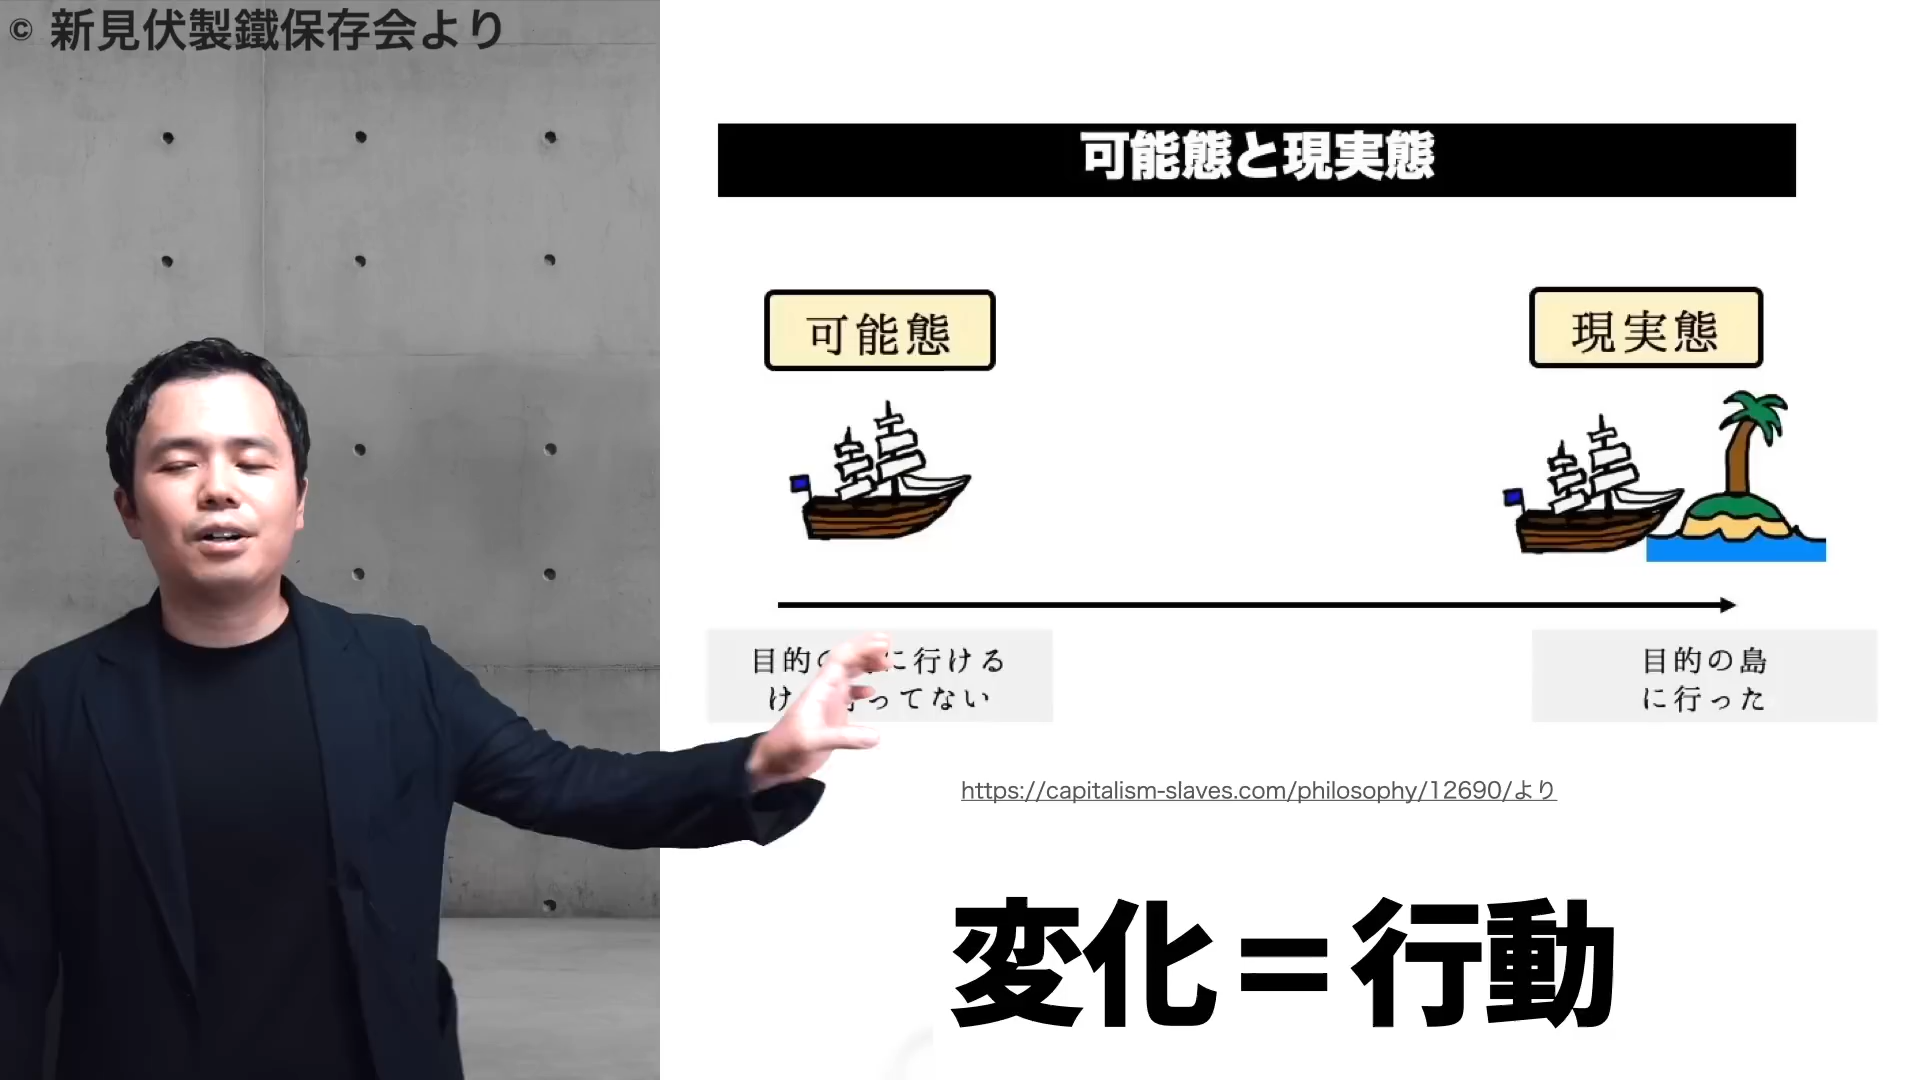 © 新見伏製鐵保存会より
可能態と現実態
可能態
現実態
目的の に行ける
け ってない
目的の島
に行った
https://capitalism-slaves.com/philosophy/12690/より
変化＝行動